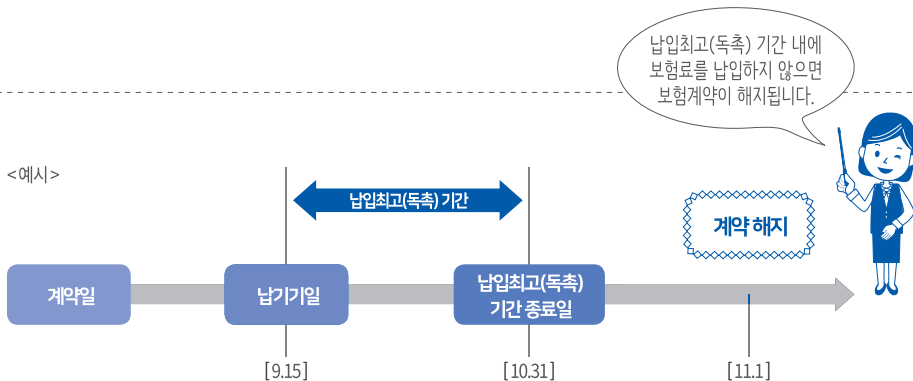 납입최고(독촉) 기간 내에
보험료를 납입하지 않으면
보험계약이 해지됩니다.
<예시>
납입최고(독촉) 기간
계약 해지
계약일
납기기일
납입최고(독촉)
기간 종료일
[9.15]
[10.31]
[11.1]